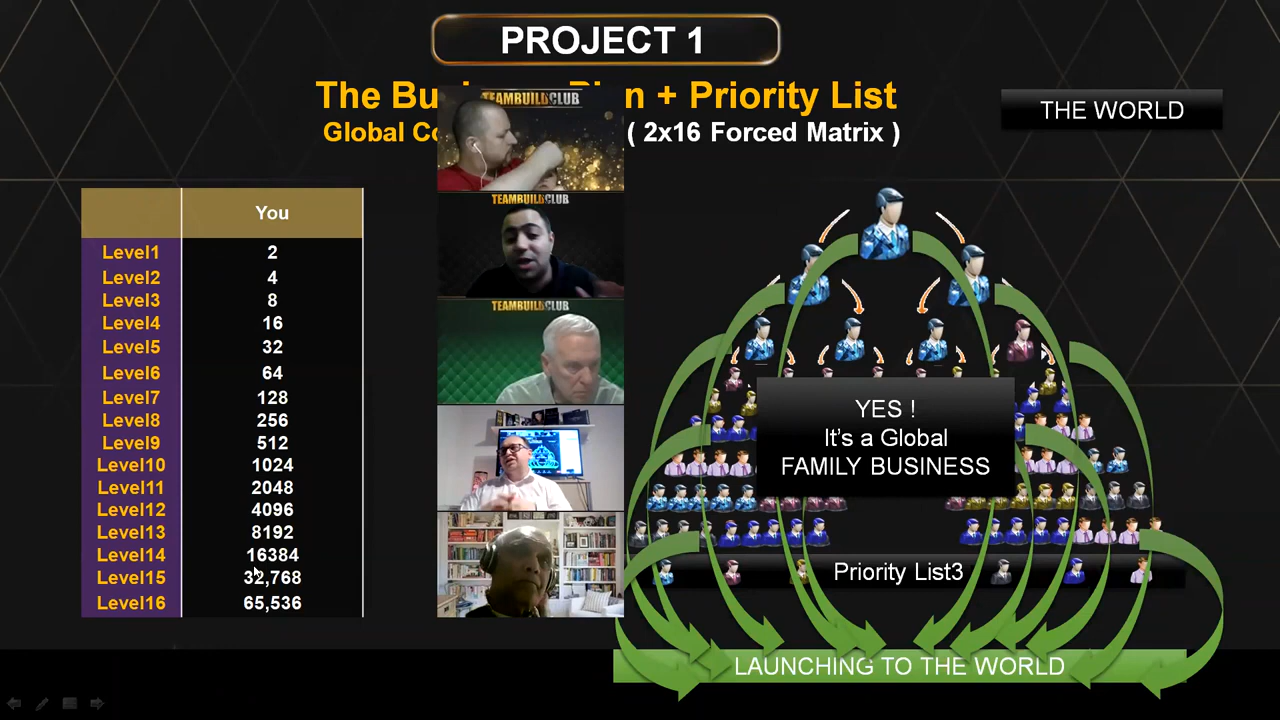 PROJECT 1
The Bu n + Priority List
Global Co ( 2x16 Forced Matrix )
THE WORLD
You
Level1 2
Level2 4
Level3 8
Level4 16
Level5 32
Level6 64
Level7 128
Level8 256
Level9 512
Level10 1024
Level11 2048
Level12 4096
Level13 8192
Level14 16384
Level15 32,768
Level16 65,536
TEAMBUILDCLUB
TEAMBUILDCLUB
TEAMBUILDCLUB
YES !
It's a Global
FAMILY BUSINESS
Priority List3
LAUNCHING TO THE WORLD